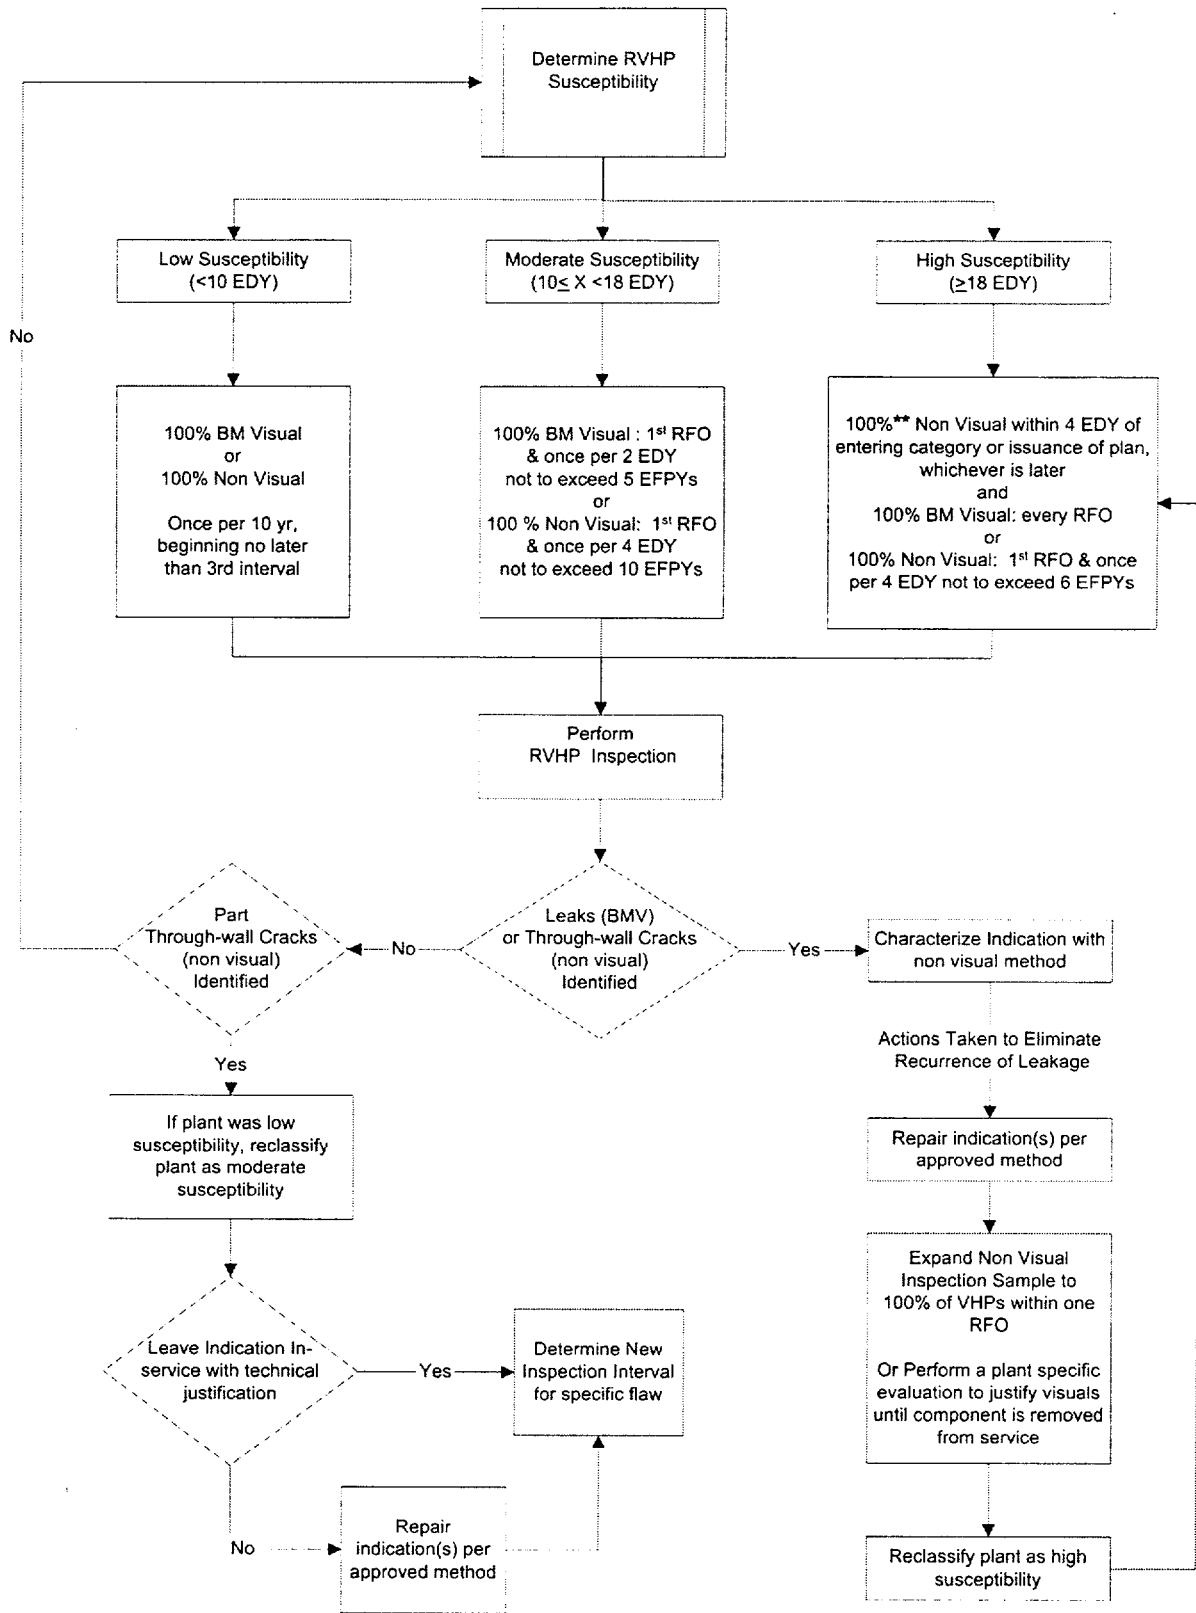 Determine RVHP
Susceptibility
Low Susceptibility
(<10 EDY)
Moderate Susceptibility
(10≤ X <18 EDY)
High Susceptibility
(≥18 EDY)
No
100% BM Visual
or
100% Non Visual
Once per 10 yr,
beginning no later
than 3rd interval
100% BM Visual : 1st RFO
& once per 2 EDY
not to exceed 5 EFPYs
or
100 % Non Visual: 1st RFO
& once per 4 EDY
not to exceed 10 EFPYs
100%** Non Visual within 4 EDY of
entering category or issuance of plan,
whichever is later
and
100% BM Visual: every RFO
or
100% Non Visual: 1st RFO & once
per 4 EDY not to exceed 6 EFPYs
Perform
RVHP Inspection
Part
Through-wall Cracks
(non visual)
Identified
No
Leaks (BMV)
or Through-wall Cracks
(non visual)
Identified
Yes
Characterize Indication with
non visual method
Actions Taken to Eliminate
Recurrence of Leakage
Yes
If plant was low
susceptibility, reclassify
plant as moderate
susceptibility
Repair indication(s) per
approved method
Leave Indication In-
service with technical
justification
Yes
Determine New
Inspection Interval
for specific flaw
Expand Non Visual
Inspection Sample to
100% of VHPs within one
RFO
Or Perform a plant specific
evaluation to justify visuals
until component is removed
from service
No
Repair
indication(s) per
approved method
Reclassify plant as high
susceptibility